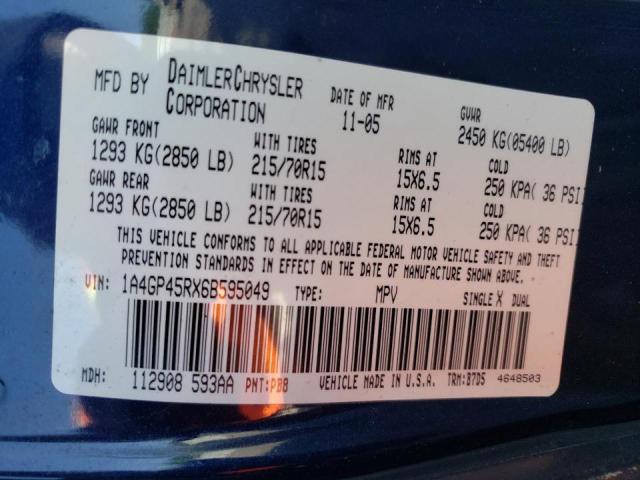 MFD BY DAIMLERCHRYSLER CORPORATION DATE OF MFR 11-05 GVWR 2450 KG(05400 LB)
GAWR FRONT WITH TIRES RIMS AT COLD
1293 KG(2850 LB) 215/70R15 15X6.5 250 KPA( 36 PSI)
GAWR REAR WITH TIRES RIMS AT COLD
1293 KG(2850 LB) 215/70R15 15X6.5 250 KPA( 36 PSI)
THIS VEHICLE CONFORMS TO ALL APPLICABLE FEDERAL MOTOR VEHICLE SAFETY AND THEFT
PREVENTION STANDARDS IN EFFECT ON THE DATE OF MANUFACTURE SHOWN ABOVE.
VIN: 1A4GP45RX6B595049 TYPE: MPV SINGLE X DUAL
MDH: 112908 593AA PNT:PB8 VEHICLE MADE IN U.S.A. TRM:B7D5 4648503